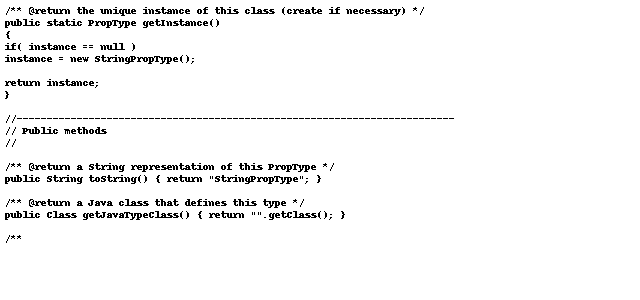 /** @return the unique instance of this class (create if necessary) */
public static PropType getInstance()
{
if( instance == null )
instance = new StringPropType();
return instance;
}
//-------------------------------------------------------------------------
// Public methods
//
/** @return a String representation of this PropType */
public String toString() { return "StringPropType"; }
/** @return a Java class that defines this type */
public Class getJavaTypeClass() { return "".getClass(); }
/**